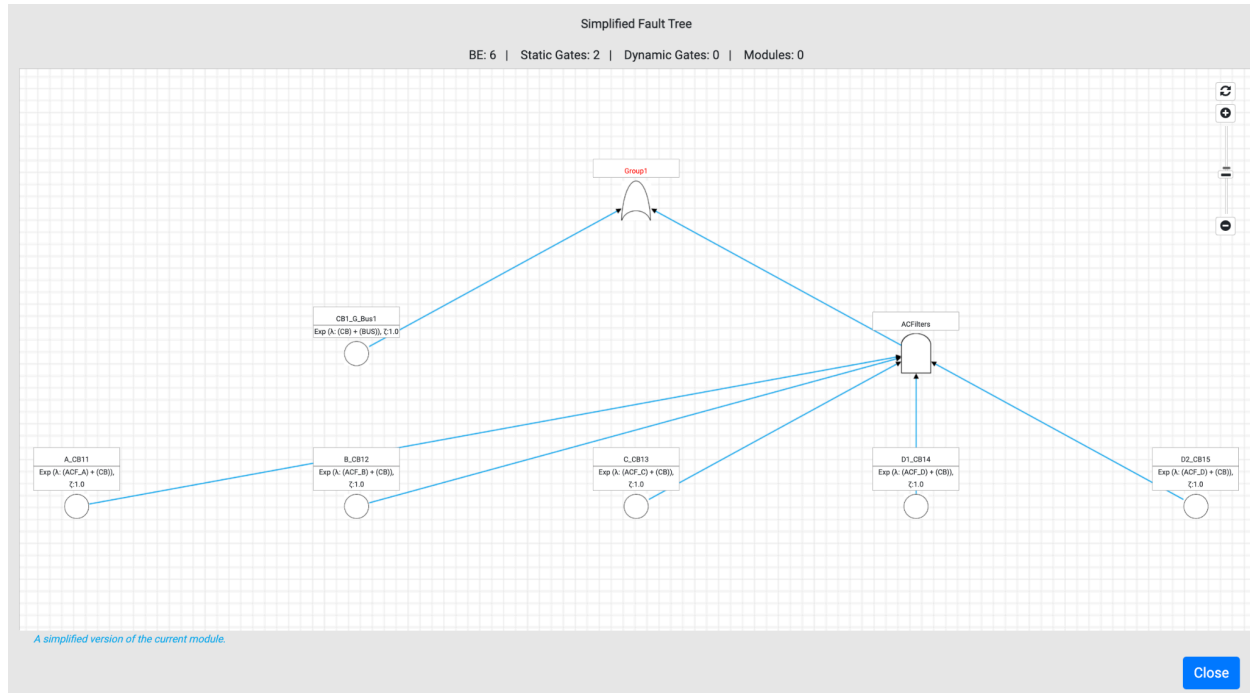 Simplified Fault Tree
BE: 6 | Static Gates: 2 | Dynamic Gates: 0 | Modules: 0
Group1
CB1_G_Bus1
Exp (λ: (CB) + (BUS)), ζ:1.0
ACFilters
A_CB11
Exp (λ: (ACF_A) + (CB)),
ζ:1.0
B_CB12
Exp (λ: (ACF_B) + (CB)),
ζ:1.0
C_CB13
Exp (λ: (ACF_C) + (CB)),
ζ:1.0
D1_CB14
Exp (λ: (ACF_D) + (CB)),
ζ:1.0
D2_CB15
Exp (λ: (ACF_D) + (CB)),
ζ:1.0
A simplified version of the current module.
Close